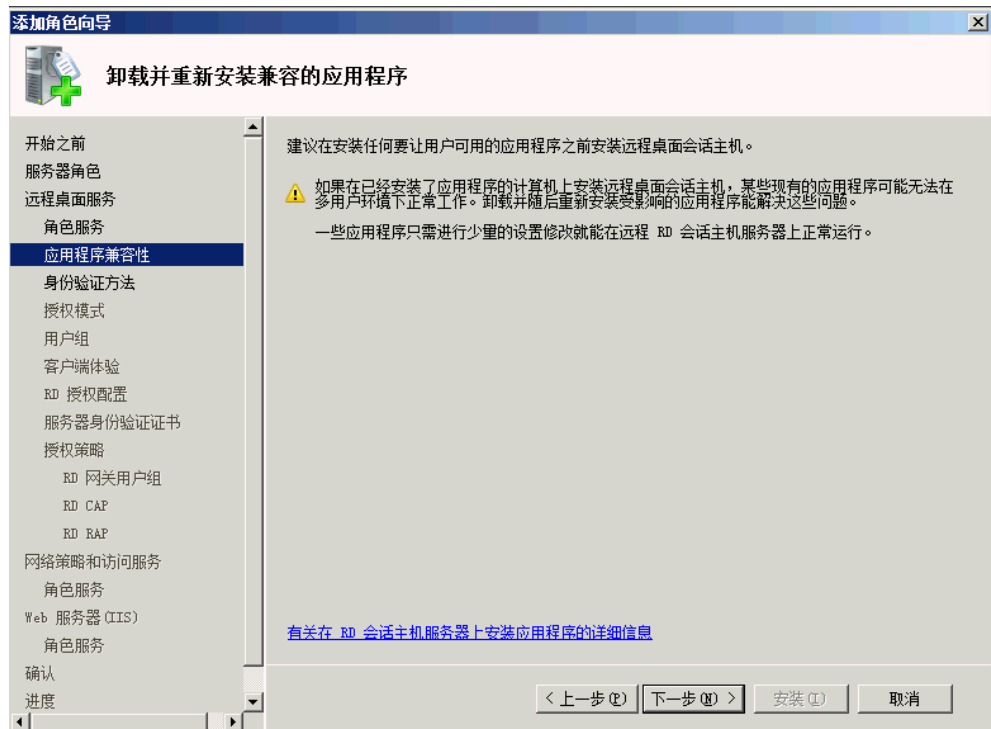 添加角色向导
卸载并重新安装兼容的应用程序
开始之前
服务器角色
远程桌面服务
角色服务
应用程序兼容性
身份验证方法
授权模式
用户组
客户端体验
RD 授权配置
服务器身份验证证书
授权策略
RD 网关用户组
RD CAP
RD RAP
网络策略和访问服务
角色服务
Web 服务器(IIS)
角色服务
确认
进度
建议在安装任何要让用户可用的应用程序之前安装远程桌面会话主机。
如果在已经安装了应用程序的计算机上安装远程桌面会话主机，某些现有的应用程序可能无法在
多用户环境下正常工作。卸载并随后重新安装受影响的应用程序能解决这些问题。
一些应用程序只需进行少量的设置修改就能在远程 RD 会话主机服务器上正常运行。
有关在 RD 会话主机服务器上安装应用程序的详细信息
< 上一步(P) 下一步(N) > 安装(I) 取消